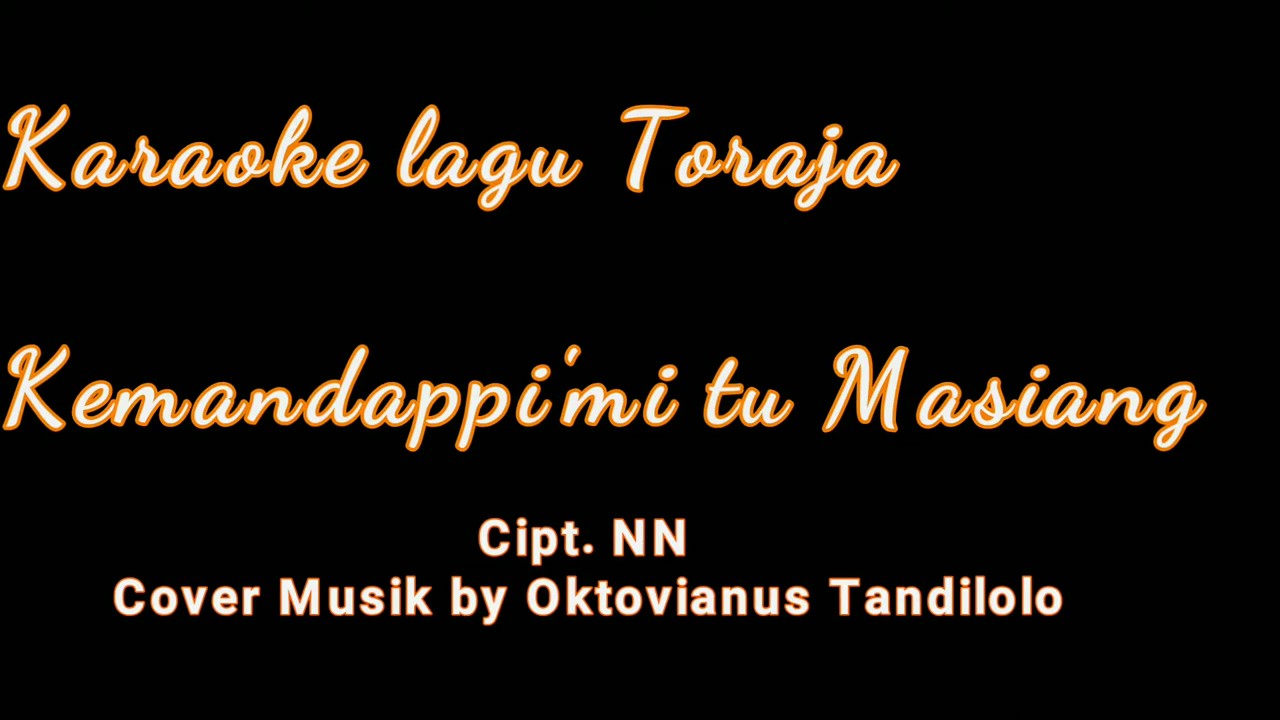 Karaoke lagu Toraja
Kemandappi'mi tu Masiang
Cipt. NN
Cover Musik by Oktovianus Tandilolo